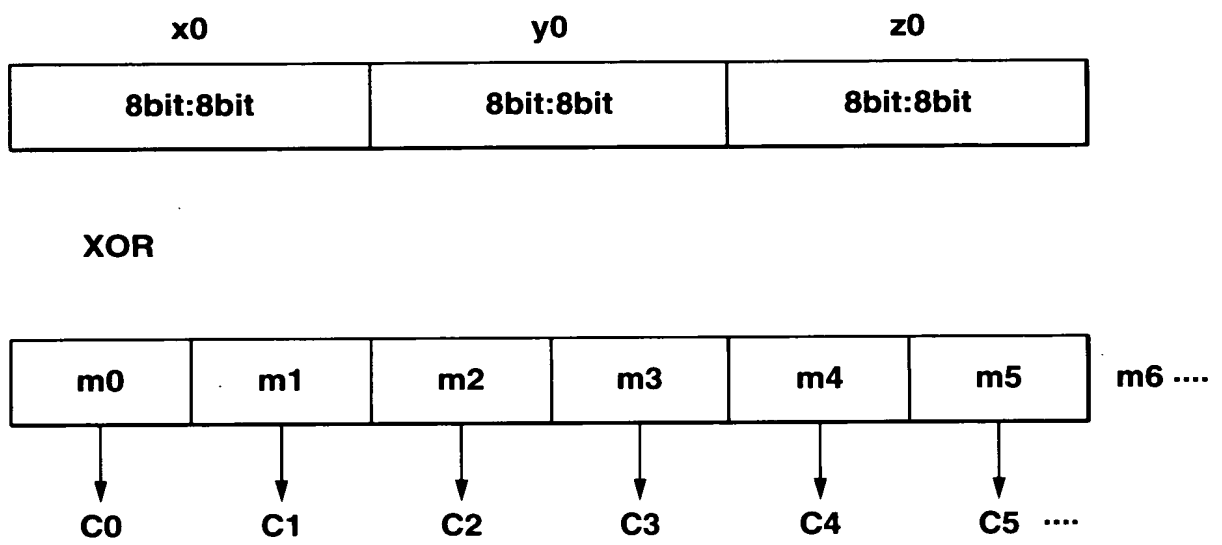 x0 y0 z0
8bit:8bit 8bit:8bit 8bit:8bit
XOR
m0 m1 m2 m3 m4 m5 m6 ····
C0 C1 C2 C3 C4 C5 ····